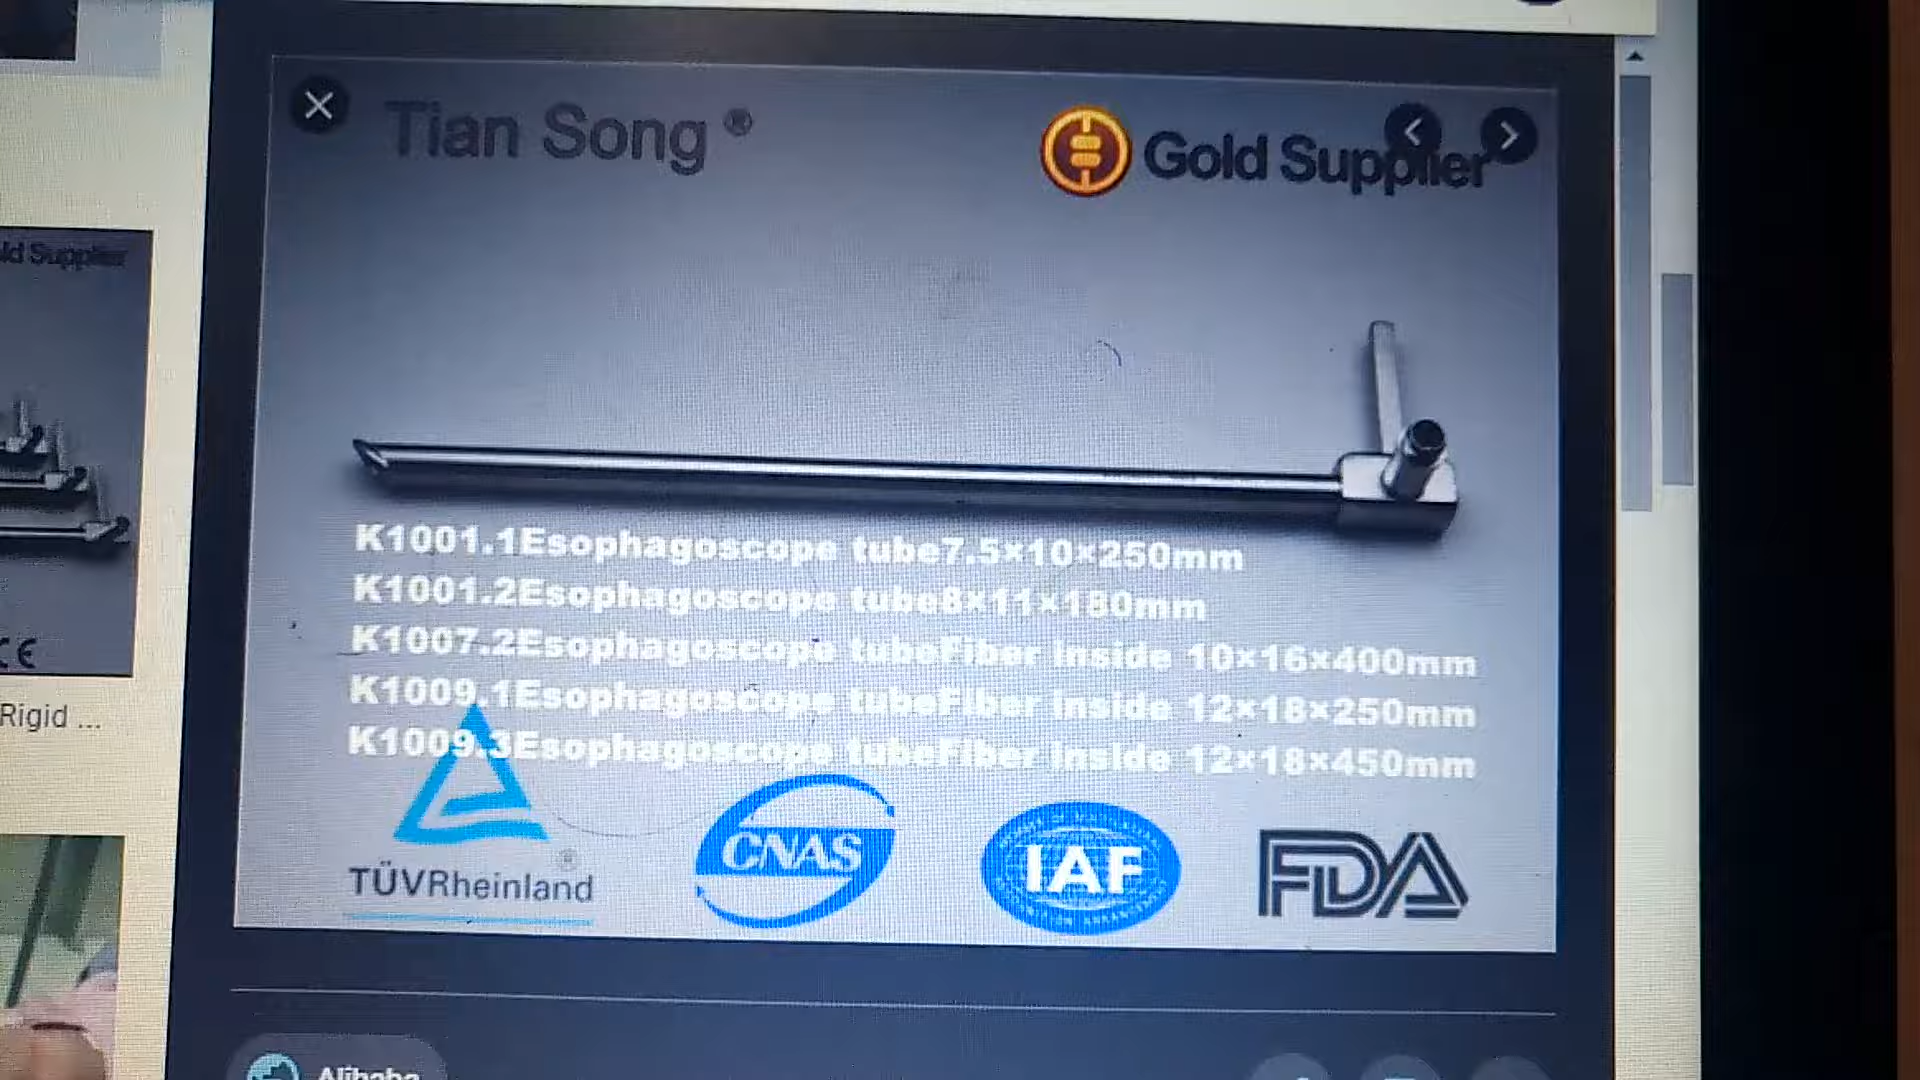 Tian Song ®
Gold Supplier
ld Supplier
K1001.1Esophagoscope tube7.5×10×250mm
K1001.2Esophagoscope tube8×11×180mm
K1007.2Esophagoscope tubeFiber inside 10×16×400mm
K1009.1Esophagoscope tubeFiber inside 12×18×250mm
K1009.3Esophagoscope tubeFiber inside 12×18×450mm
CE
Rigid ...
TÜVRheinland ®
CNAS
IAF
FDA
Alibaba